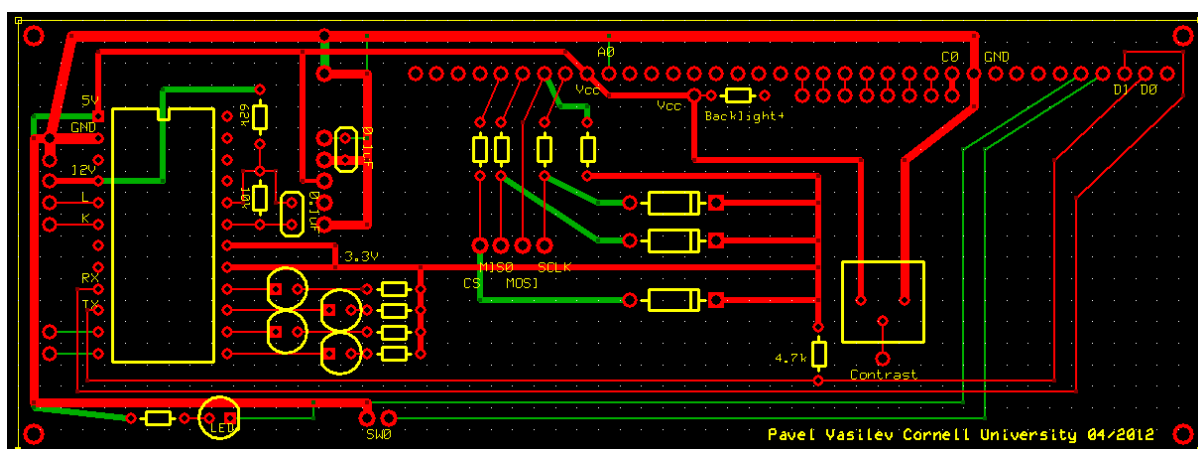 A0
C0 GND
Vcc
D1 D0
Vcc
Backlight+
5V
GND
62k
0.1uF
12V
L
10k
0.1uF
K
3.3V
MISO SCLK
CS MOSI
RX
TX
4.7k
Contrast
LED
SW0
Pavel Vasilev Cornell University 04/2012